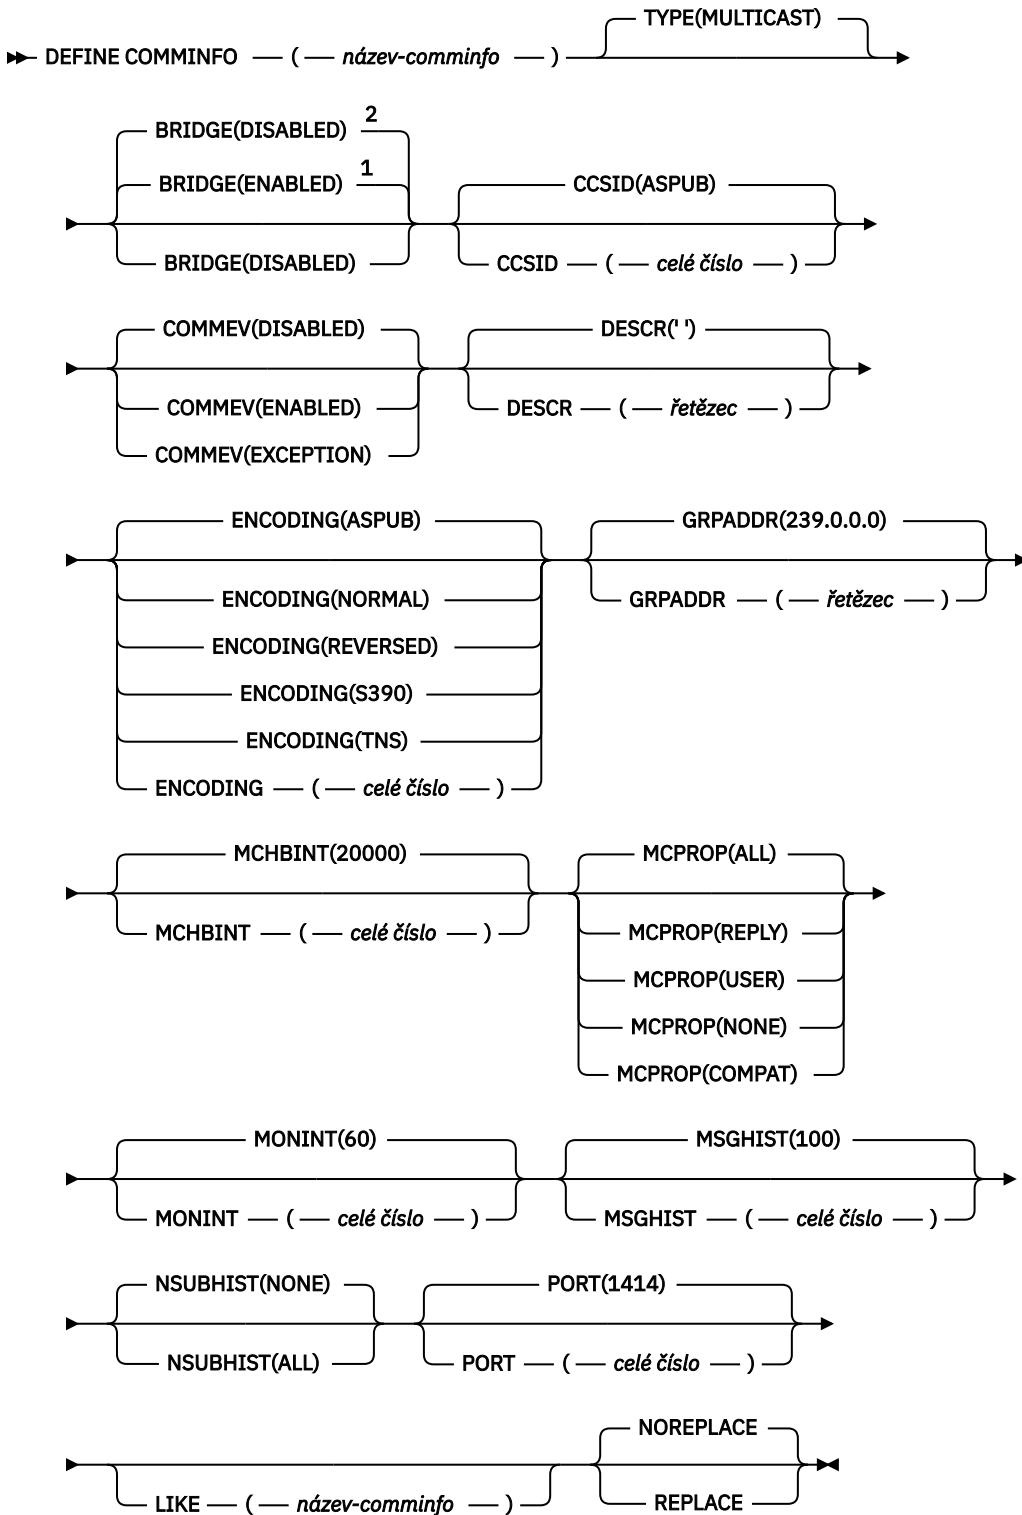 DEFINE COMMINFO ( název-comminfo ) TYPE(MULTICAST)
BRIDGE(DISABLED) 2
BRIDGE(ENABLED) 1
BRIDGE(DISABLED)
CCSID(ASPUB)
CCSID ( celé číslo )
COMMEV(DISABLED)
COMMEV(ENABLED)
COMMEV(EXCEPTION)
DESCR(' ')
DESCR ( řetězec )
ENCODING(ASPUB)
ENCODING(NORMAL)
ENCODING(REVERSED)
ENCODING(S390)
ENCODING(TNS)
ENCODING ( celé číslo )
GRPADDR(239.0.0.0)
GRPADDR ( řetězec )
MCHBINT(20000)
MCHBINT ( celé číslo )
MCPROP(ALL)
MCPROP(REPLY)
MCPROP(USER)
MCPROP(NONE)
MCPROP(COMPAT)
MONINT(60)
MONINT ( celé číslo )
MSGHIST(100)
MSGHIST ( celé číslo )
NSUBHIST(NONE)
NSUBHIST(ALL)
PORT(1414)
PORT ( celé číslo )
LIKE ( název-comminfo )
NOREPLACE
REPLACE